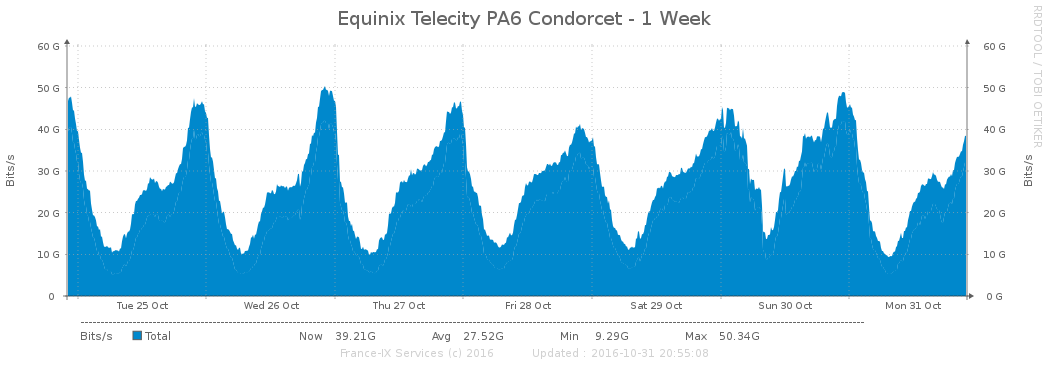 Equinix Telecity PA6 Condorcet - 1 Week
RRDTOOL / TOBI OETIKER
Bits/s
60 G 60 G
50 G 50 G
40 G 40 G
30 G 30 G
20 G 20 G
10 G 10 G
0 0 G
Bits/s
Tue 25 Oct Wed 26 Oct Thu 27 Oct Fri 28 Oct Sat 29 Oct Sun 30 Oct Mon 31 Oct
Bits/s Total Now 39.21G Avg 27.52G Min 9.29G Max 50.34G
France-IX Services (c) 2016 Updated : 2016-10-31 20:55:08